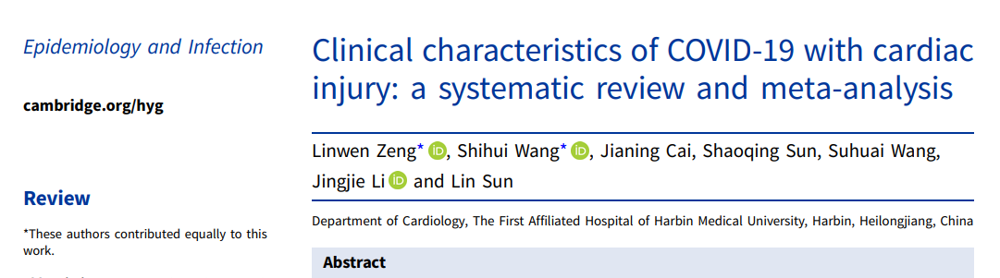 Epidemiology and Infection
cambridge.org/hyg
Review
*These authors contributed equally to this
work.
Clinical characteristics of COVID-19 with cardiac
injury: a systematic review and meta-analysis
Linwen Zeng*, Shihui Wang*, Jianing Cai, Shaoqing Sun, Suhuai Wang,
Jingjie Li and Lin Sun
Department of Cardiology, The First Affiliated Hospital of Harbin Medical University, Harbin, Heilongjiang, China
Abstract